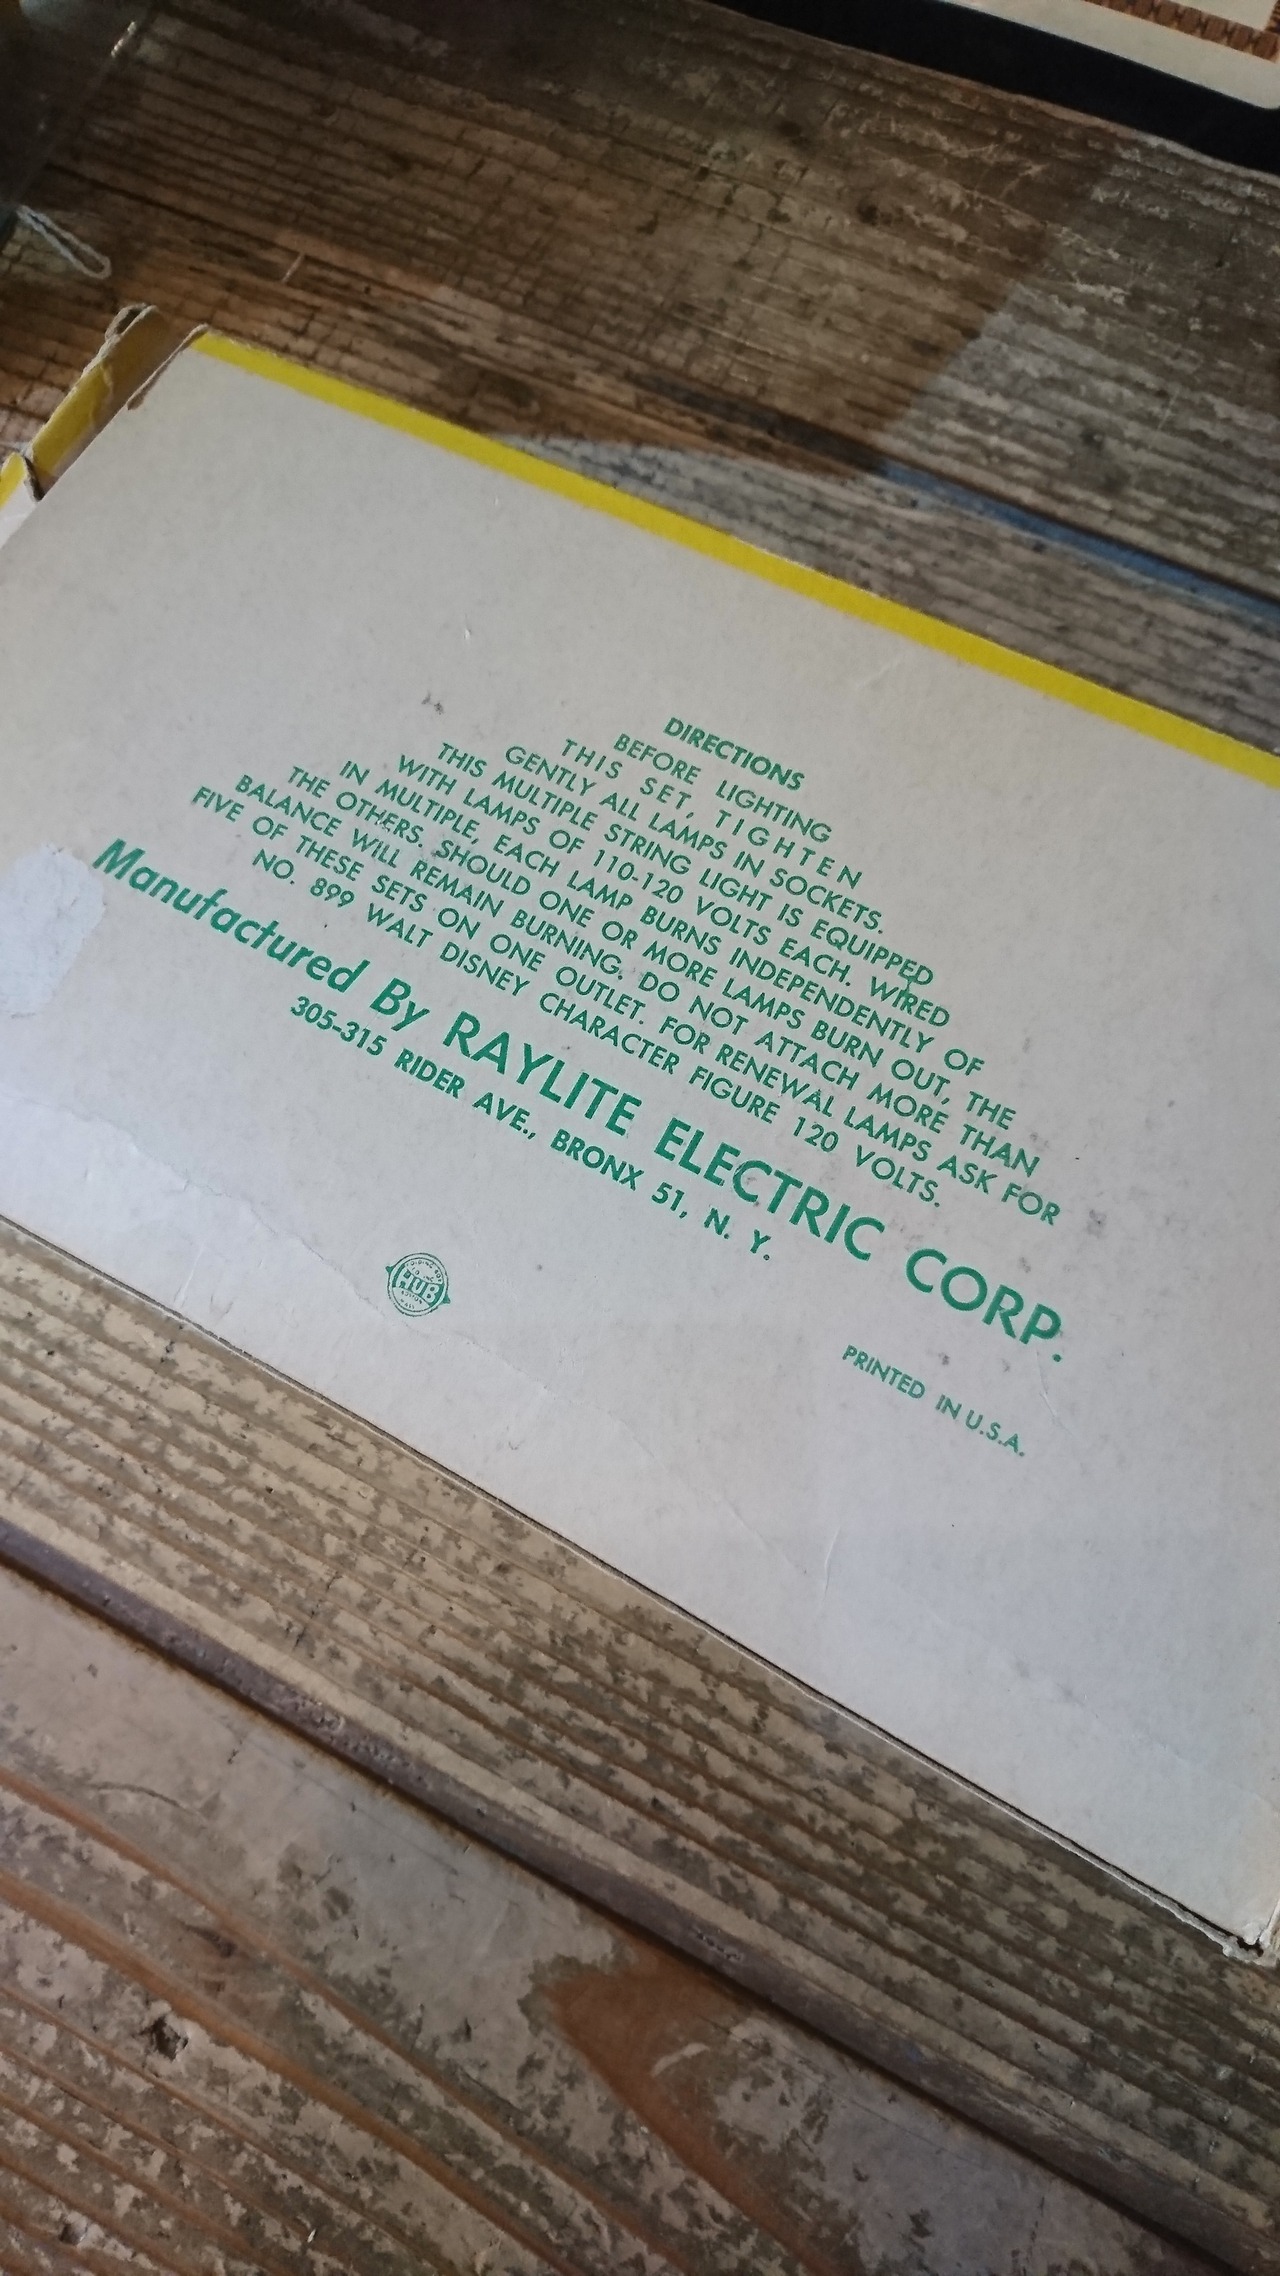 DIRECTIONS
BEFORE LIGHTING
THIS SET, TIGHTEN
GENTLY ALL LAMPS IN SOCKETS.
THIS MULTIPLE STRING LIGHT IS EQUIPPED
WITH LAMPS OF 110-120 VOLTS EACH. WIRED
IN MULTIPLE, EACH LAMP BURNS INDEPENDENTLY OF
THE OTHERS. SHOULD ONE OR MORE LAMPS BURN OUT, THE
BALANCE WILL REMAIN BURNING. DO NOT ATTACH MORE THAN
FIVE OF THESE SETS ON ONE OUTLET. FOR RENEWAL LAMPS ASK FOR
NO. 899 WALT DISNEY CHARACTER FIGURE 120 VOLTS.
Manufactured By RAYLITE ELECTRIC CORP.
305-315 RIDER AVE., BRONX 51, N. Y.
HUB
PRINTED IN U.S.A.